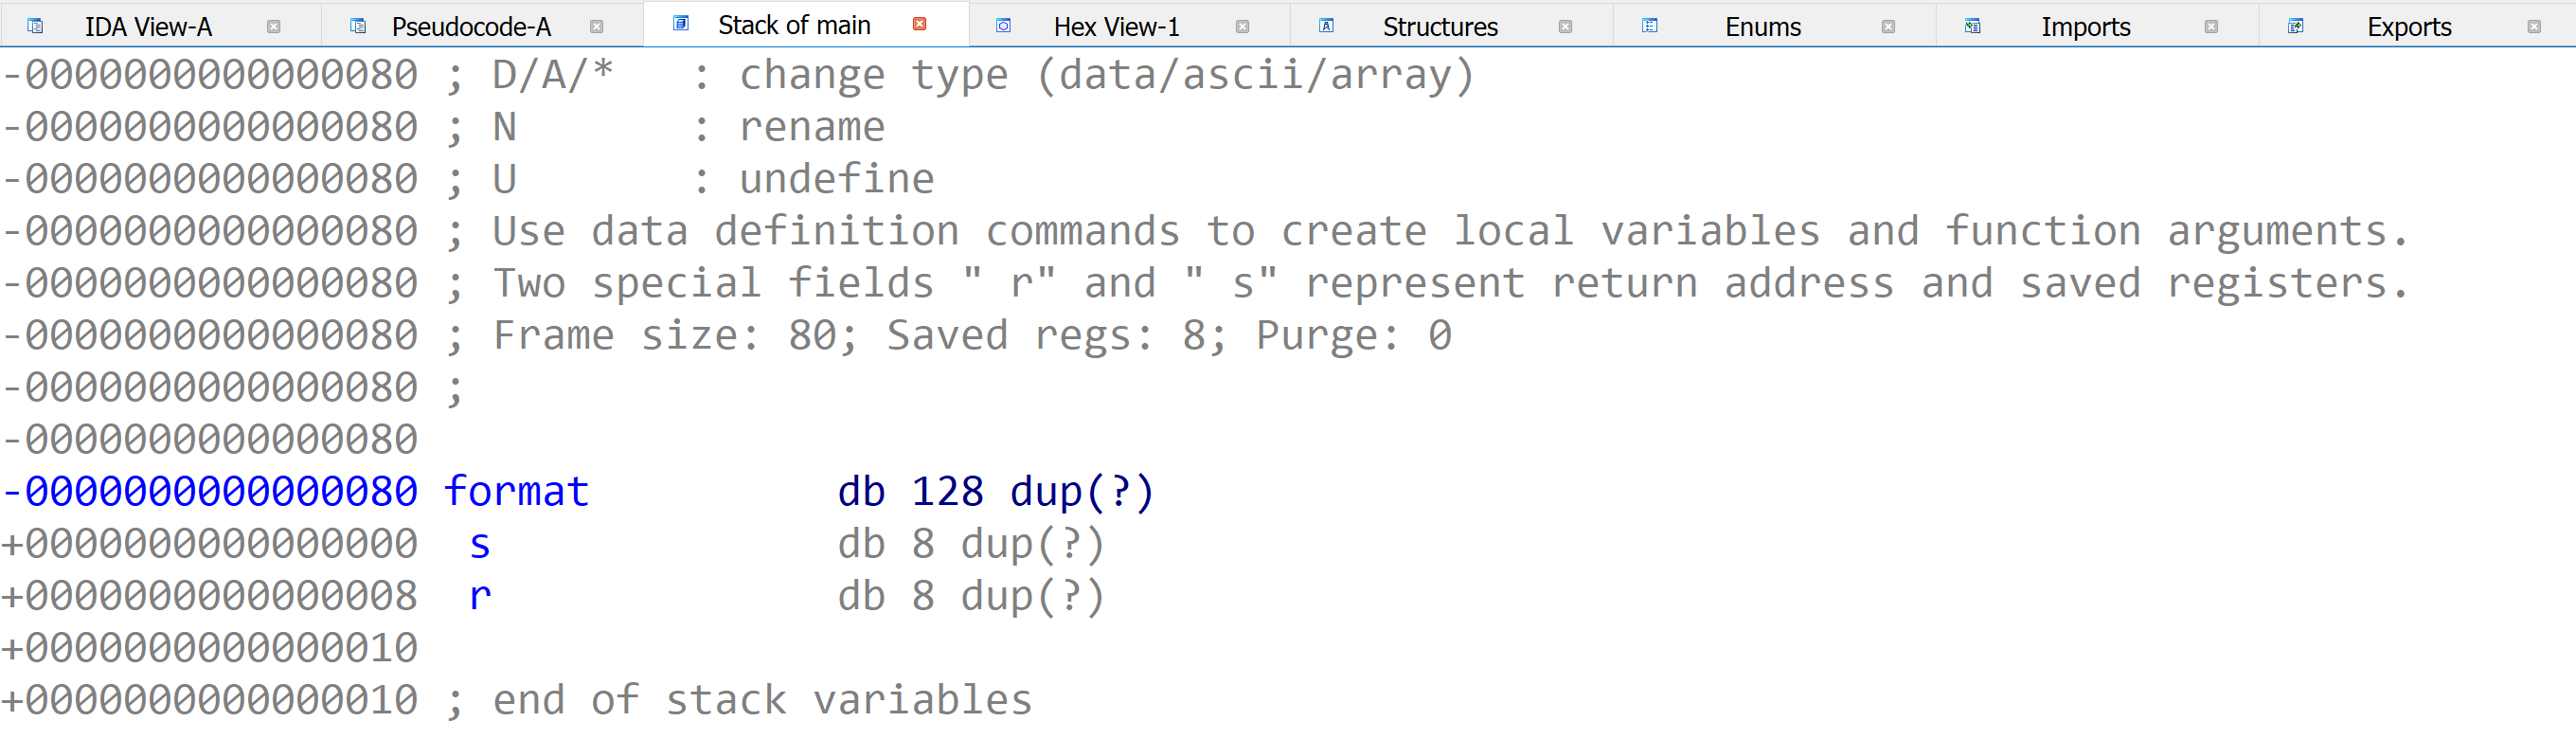 IDA View-A Pseudocode-A Stack of main Hex View-1 Structures Enums Imports Exports
-0000000000000080 ; D/A/*   : change type (data/ascii/array)
-0000000000000080 ; N       : rename
-0000000000000080 ; U       : undefine
-0000000000000080 ; Use data definition commands to create local variables and function arguments.
-0000000000000080 ; Two special fields " r" and " s" represent return address and saved registers.
-0000000000000080 ; Frame size: 80; Saved regs: 8; Purge: 0
-0000000000000080 ;
-0000000000000080
-0000000000000080 format          db 128 dup(?)
+0000000000000000  s              db 8 dup(?)
+0000000000000008  r              db 8 dup(?)
+0000000000000010
+0000000000000010 ; end of stack variables